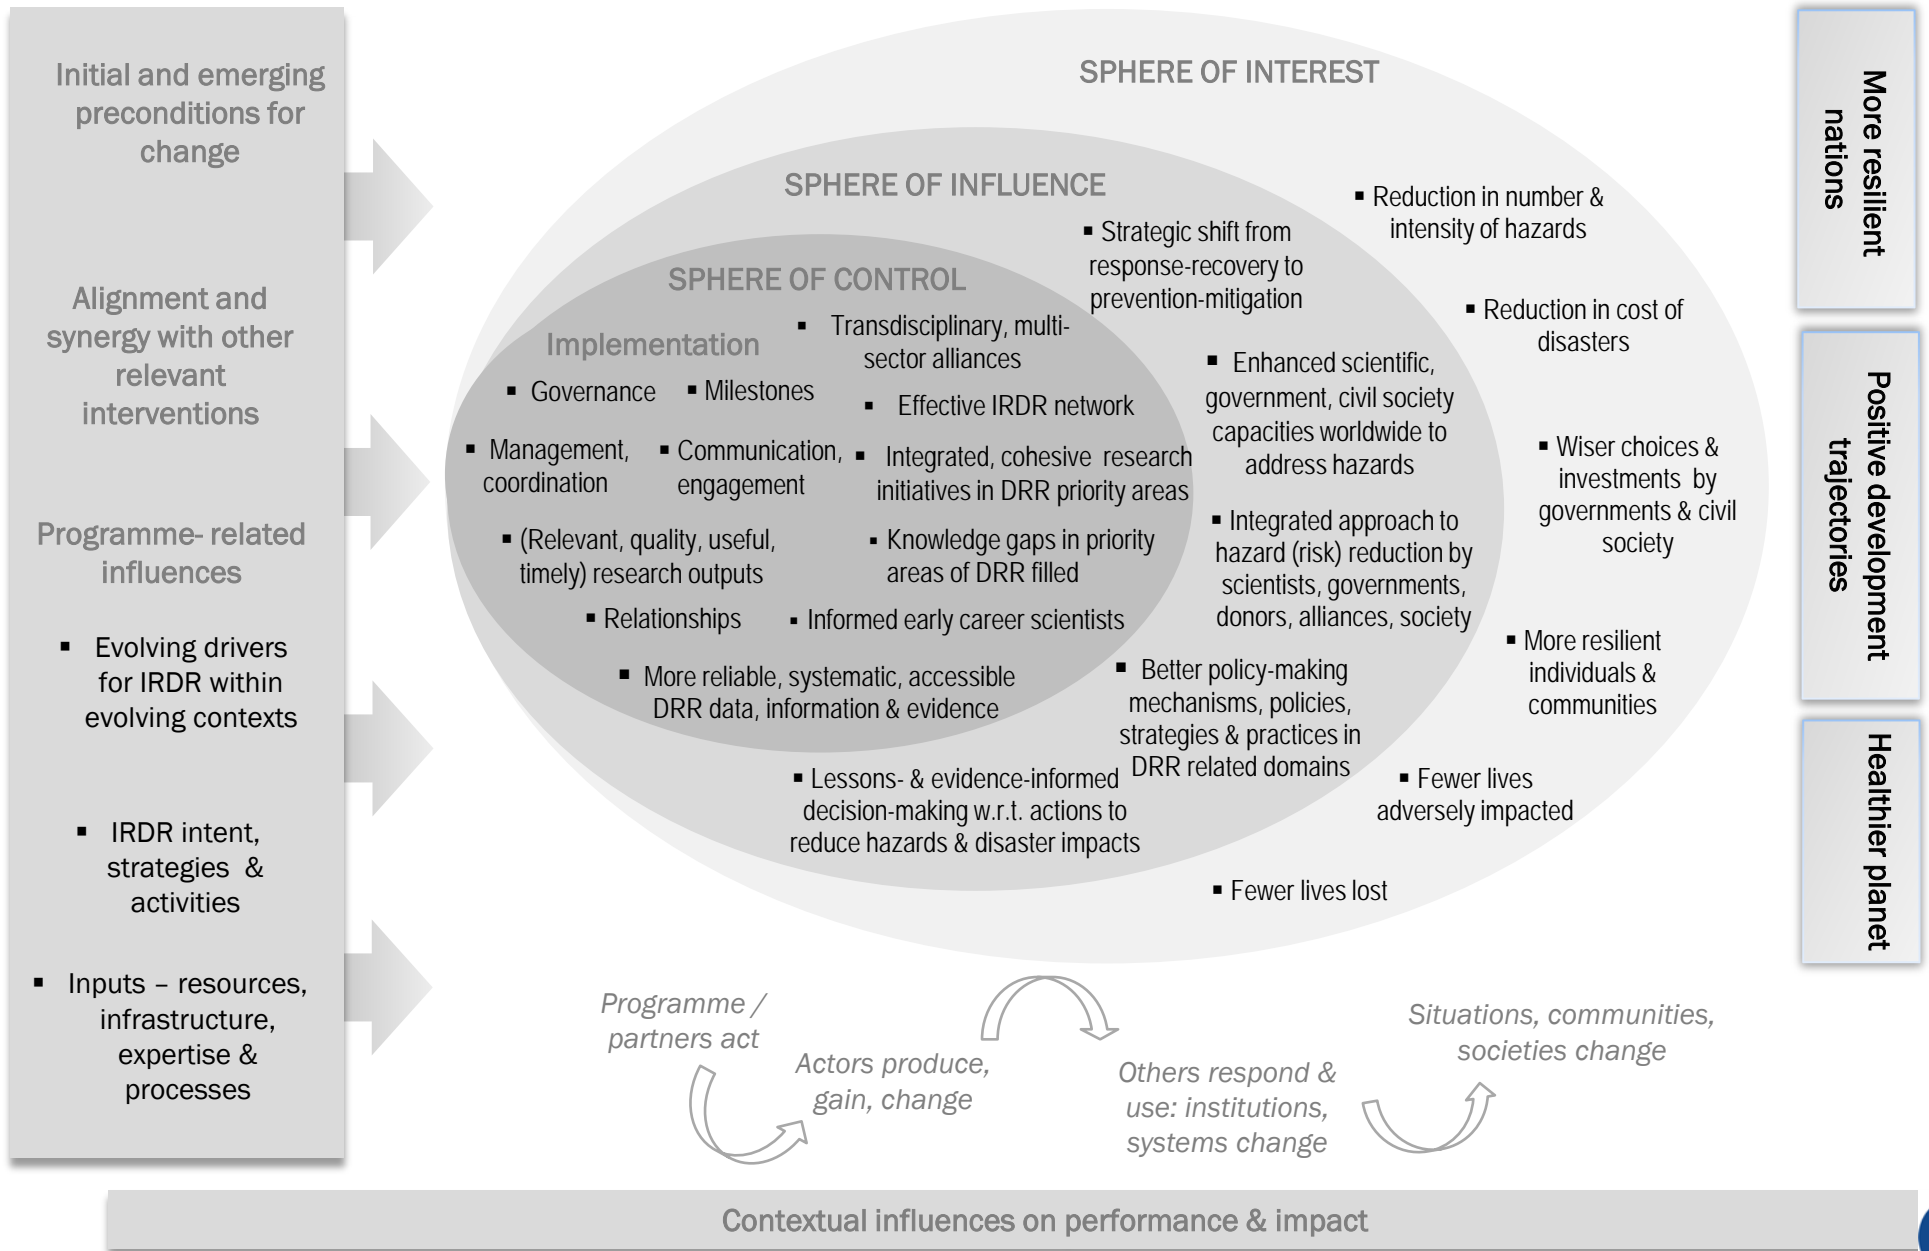 Initial and emerging
preconditions for
change
Alignment and
synergy with other
relevant
interventions
Programme- related
influences
▪ Evolving drivers
for IRDR within
evolving contexts
▪ IRDR intent,
strategies &
activities
▪ Inputs – resources,
infrastructure,
expertise &
processes
SPHERE OF INTEREST
SPHERE OF INFLUENCE
SPHERE OF CONTROL
Implementation
▪ Governance
▪ Milestones
▪ Management,
coordination
▪ Communication,
engagement
▪ (Relevant, quality, useful,
timely) research outputs
▪ Relationships
▪ Transdisciplinary, multi-
sector alliances
▪ Effective IRDR network
▪ Integrated, cohesive research
initiatives in DRR priority areas
▪ Knowledge gaps in priority
areas of DRR filled
▪ Informed early career scientists
▪ More reliable, systematic, accessible
DRR data, information & evidence
▪ Strategic shift from
response-recovery to
prevention-mitigation
▪ Enhanced scientific,
government, civil society
capacities worldwide to
address hazards
▪ Integrated approach to
hazard (risk) reduction by
scientists, governments,
donors, alliances, society
▪ Better policy-making
mechanisms, policies,
strategies & practices in
DRR related domains
▪ Lessons- & evidence-informed
decision-making w.r.t. actions to
reduce hazards & disaster impacts
▪ Reduction in number &
intensity of hazards
▪ Reduction in cost of
disasters
▪ Wiser choices &
investments by
governments & civil
society
▪ More resilient
individuals &
communities
▪ Fewer lives
adversely impacted
▪ Fewer lives lost
More resilient
nations
Positive development
trajectories
Healthier planet
Programme /
partners act
Actors produce,
gain, change
Others respond &
use: institutions,
systems change
Situations, communities,
societies change
Contextual influences on performance & impact